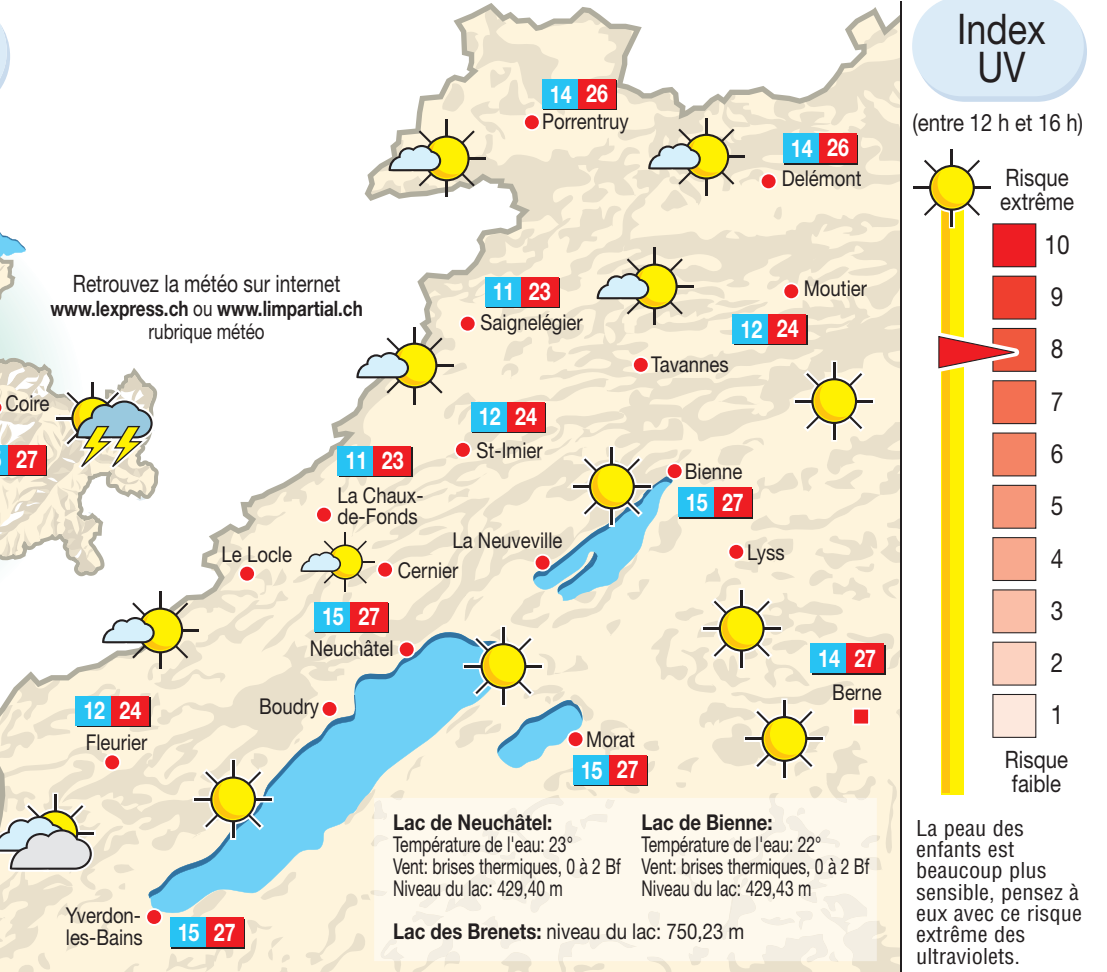 14 26
Porrentruy
14 26
Delémont
Retrouvez la météo sur internet
www.lexpress.ch ou www.limpartial.ch
rubrique météo
11 23
Saignelégier
Moutier
12 24
Tavannes
Coire
27
12 24
St-Imier
11 23
La Chaux-
de-Fonds
Bienne
15 27
La Neuveville
Lyss
Le Locle
Cernier
15 27
Neuchâtel
14 27
Berne
12 24
Fleurier
Boudry
Morat
15 27
Yverdon-
les-Bains
15 27
Lac de Neuchâtel:
Température de l'eau: 23°
Vent: brises thermiques, 0 à 2 Bf
Niveau du lac: 429,40 m
Lac de Bienne:
Température de l'eau: 22°
Vent: brises thermiques, 0 à 2 Bf
Niveau du lac: 429,43 m
Lac des Brenets: niveau du lac: 750,23 m
Index
UV
(entre 12 h et 16 h)
Risque
extrême
10
9
8
7
6
5
4
3
2
1
Risque
faible
La peau des
enfants est
beaucoup plus
sensible, pensez à
eux avec ce risque
extrême des
ultraviolets.